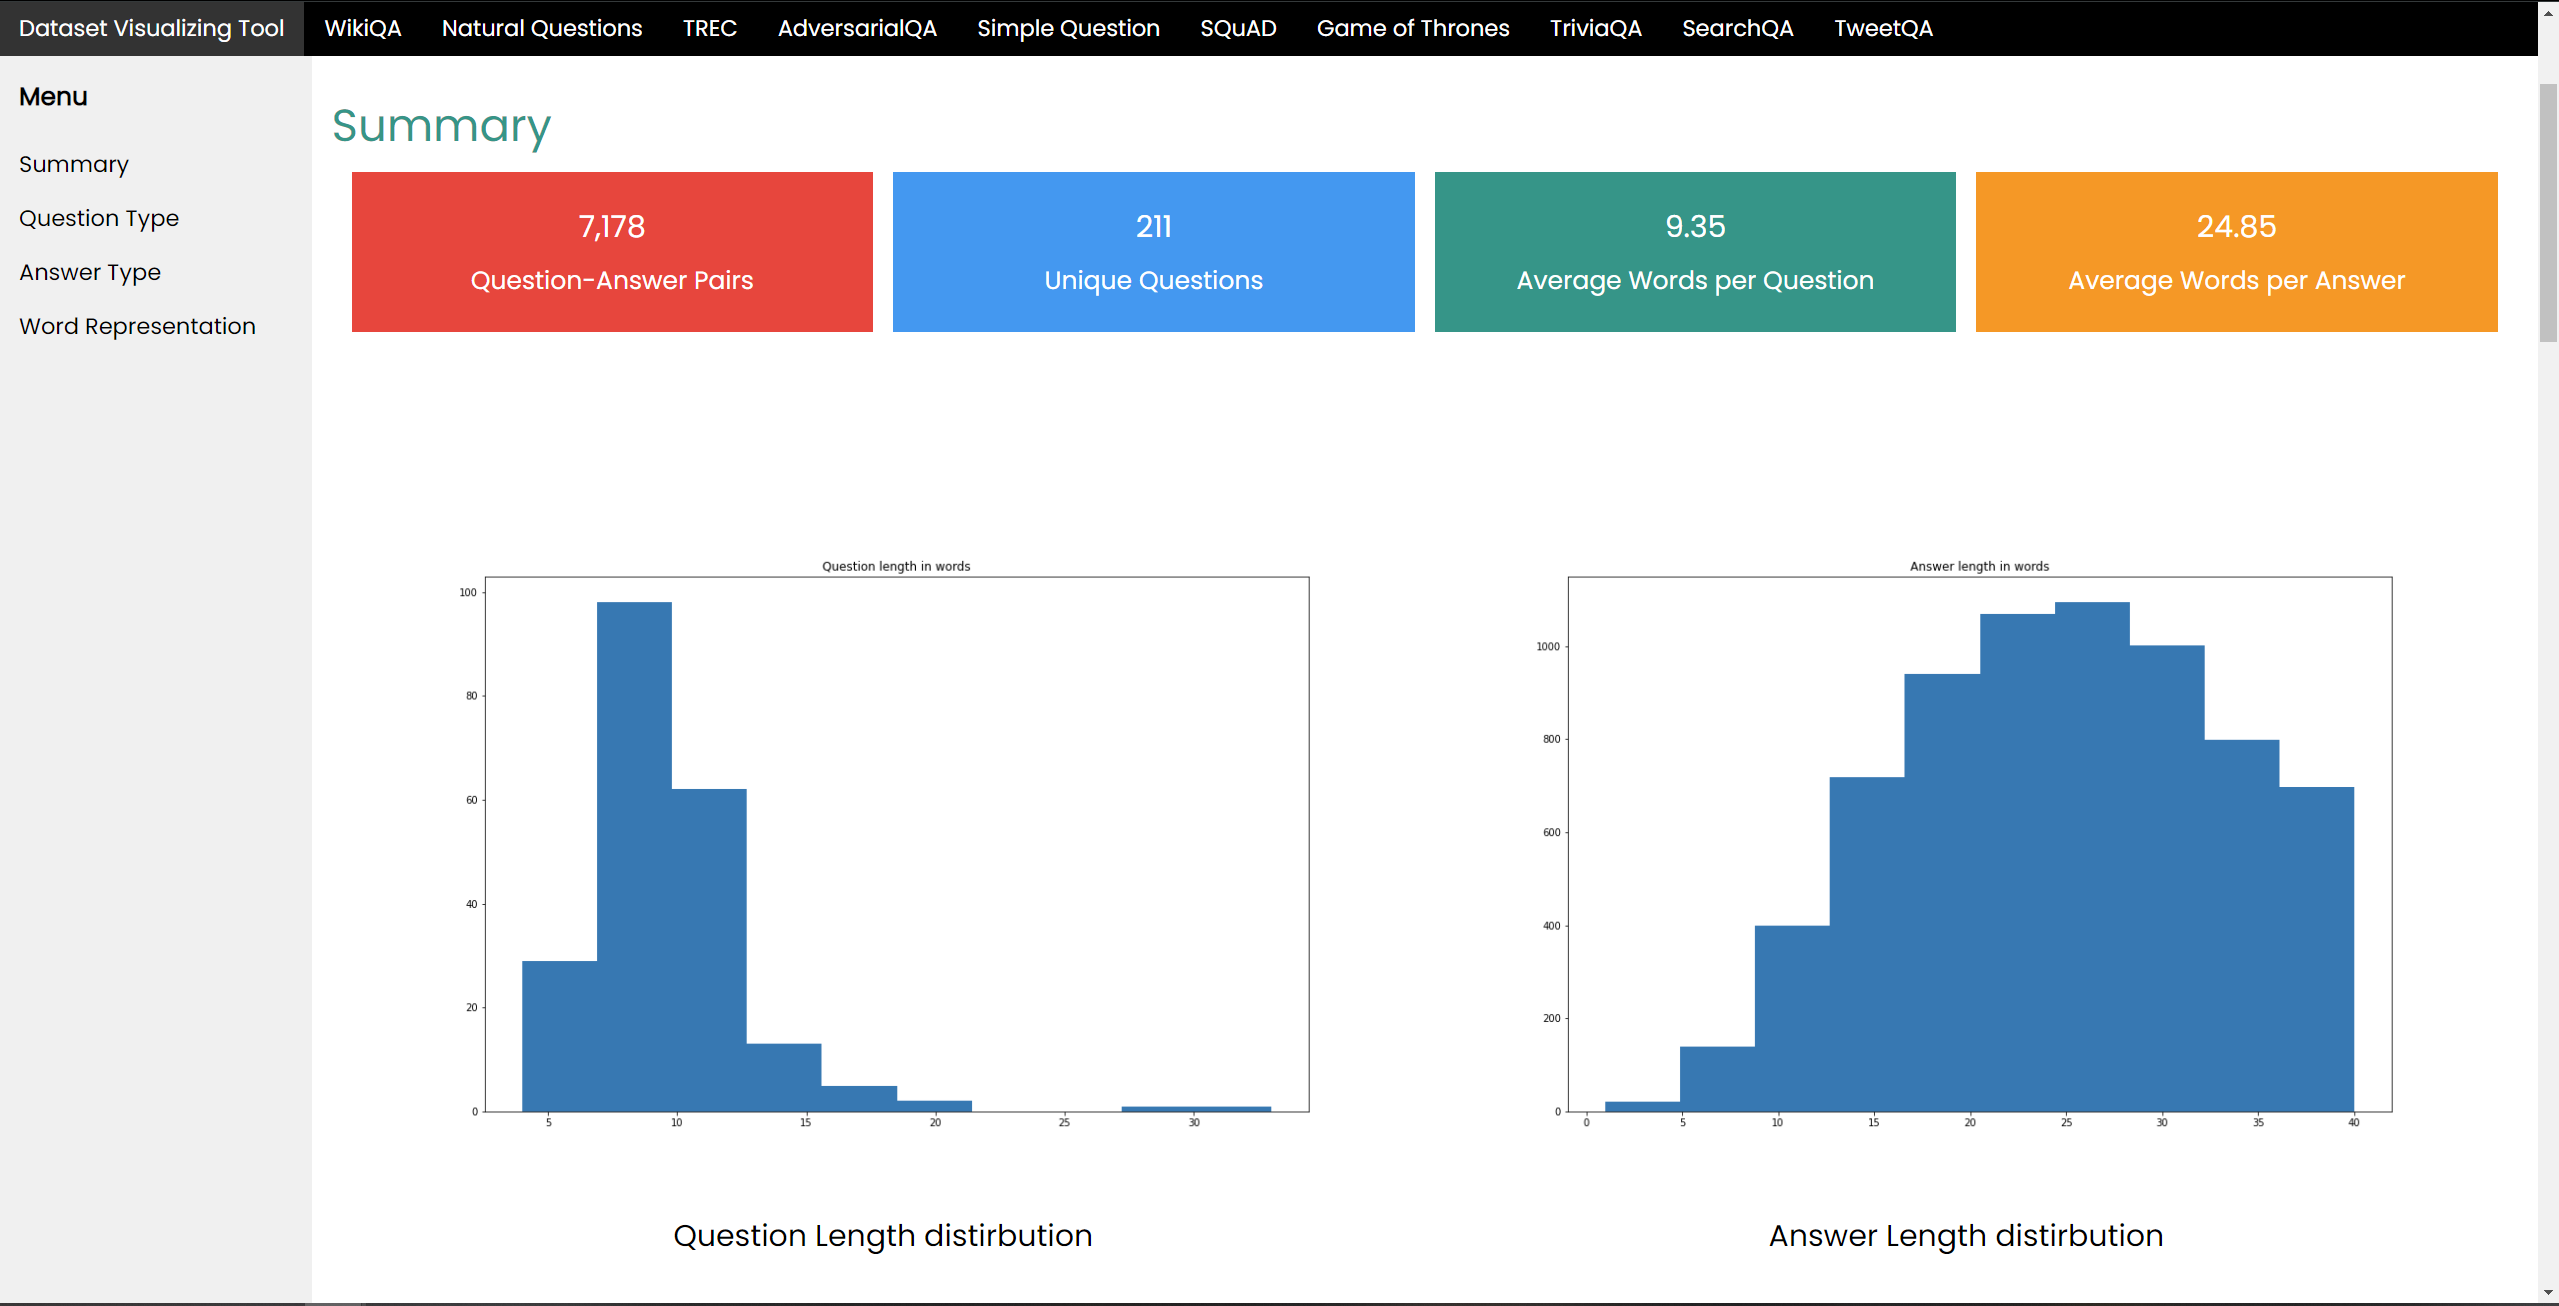 Dataset Visualizing Tool WikiQA Natural Questions TREC AdversarialQA Simple Question SQuAD Game of Thrones TriviaQA SearchQA TweetQA
Menu
Summary
Question Type
Answer Type
Word Representation
Summary
7,178
Question-Answer Pairs
211
Unique Questions
9.35
Average Words per Question
24.85
Average Words per Answer
Question length in words
100
80
60
40
20
0
5 10 15 20 25 30
Question Length distirbution
Answer length in words
1000
800
600
400
200
0
0 5 10 15 20 25 30 35 40
Answer Length distirbution